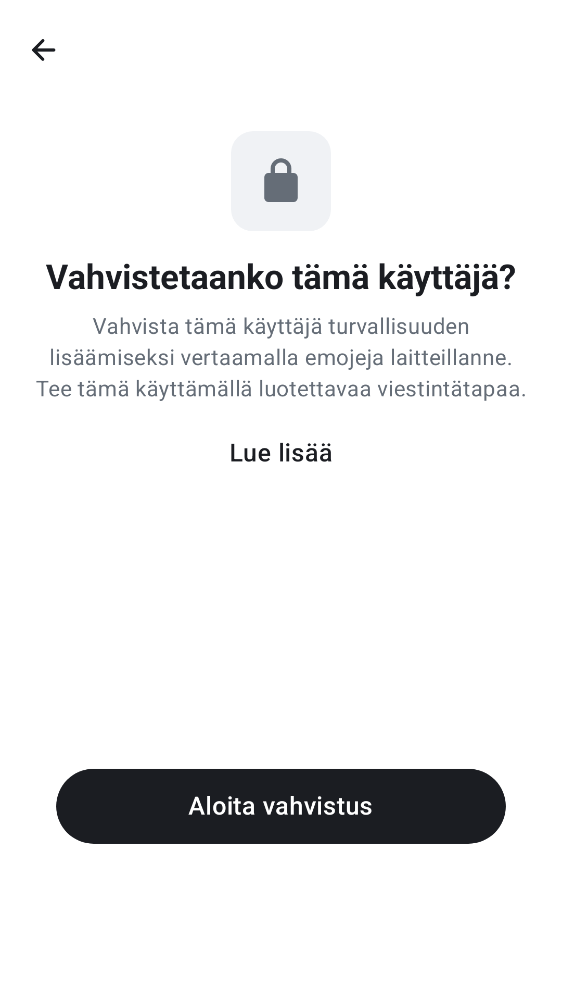 Vahvistetaanko tämä käyttäjä?
Vahvista tämä käyttäjä turvallisuuden
lisäämiseksi vertaamalla emojeja laitteillanne.
Tee tämä käyttämällä luotettavaa viestintätapaa.
Lue lisää
Aloita vahvistus